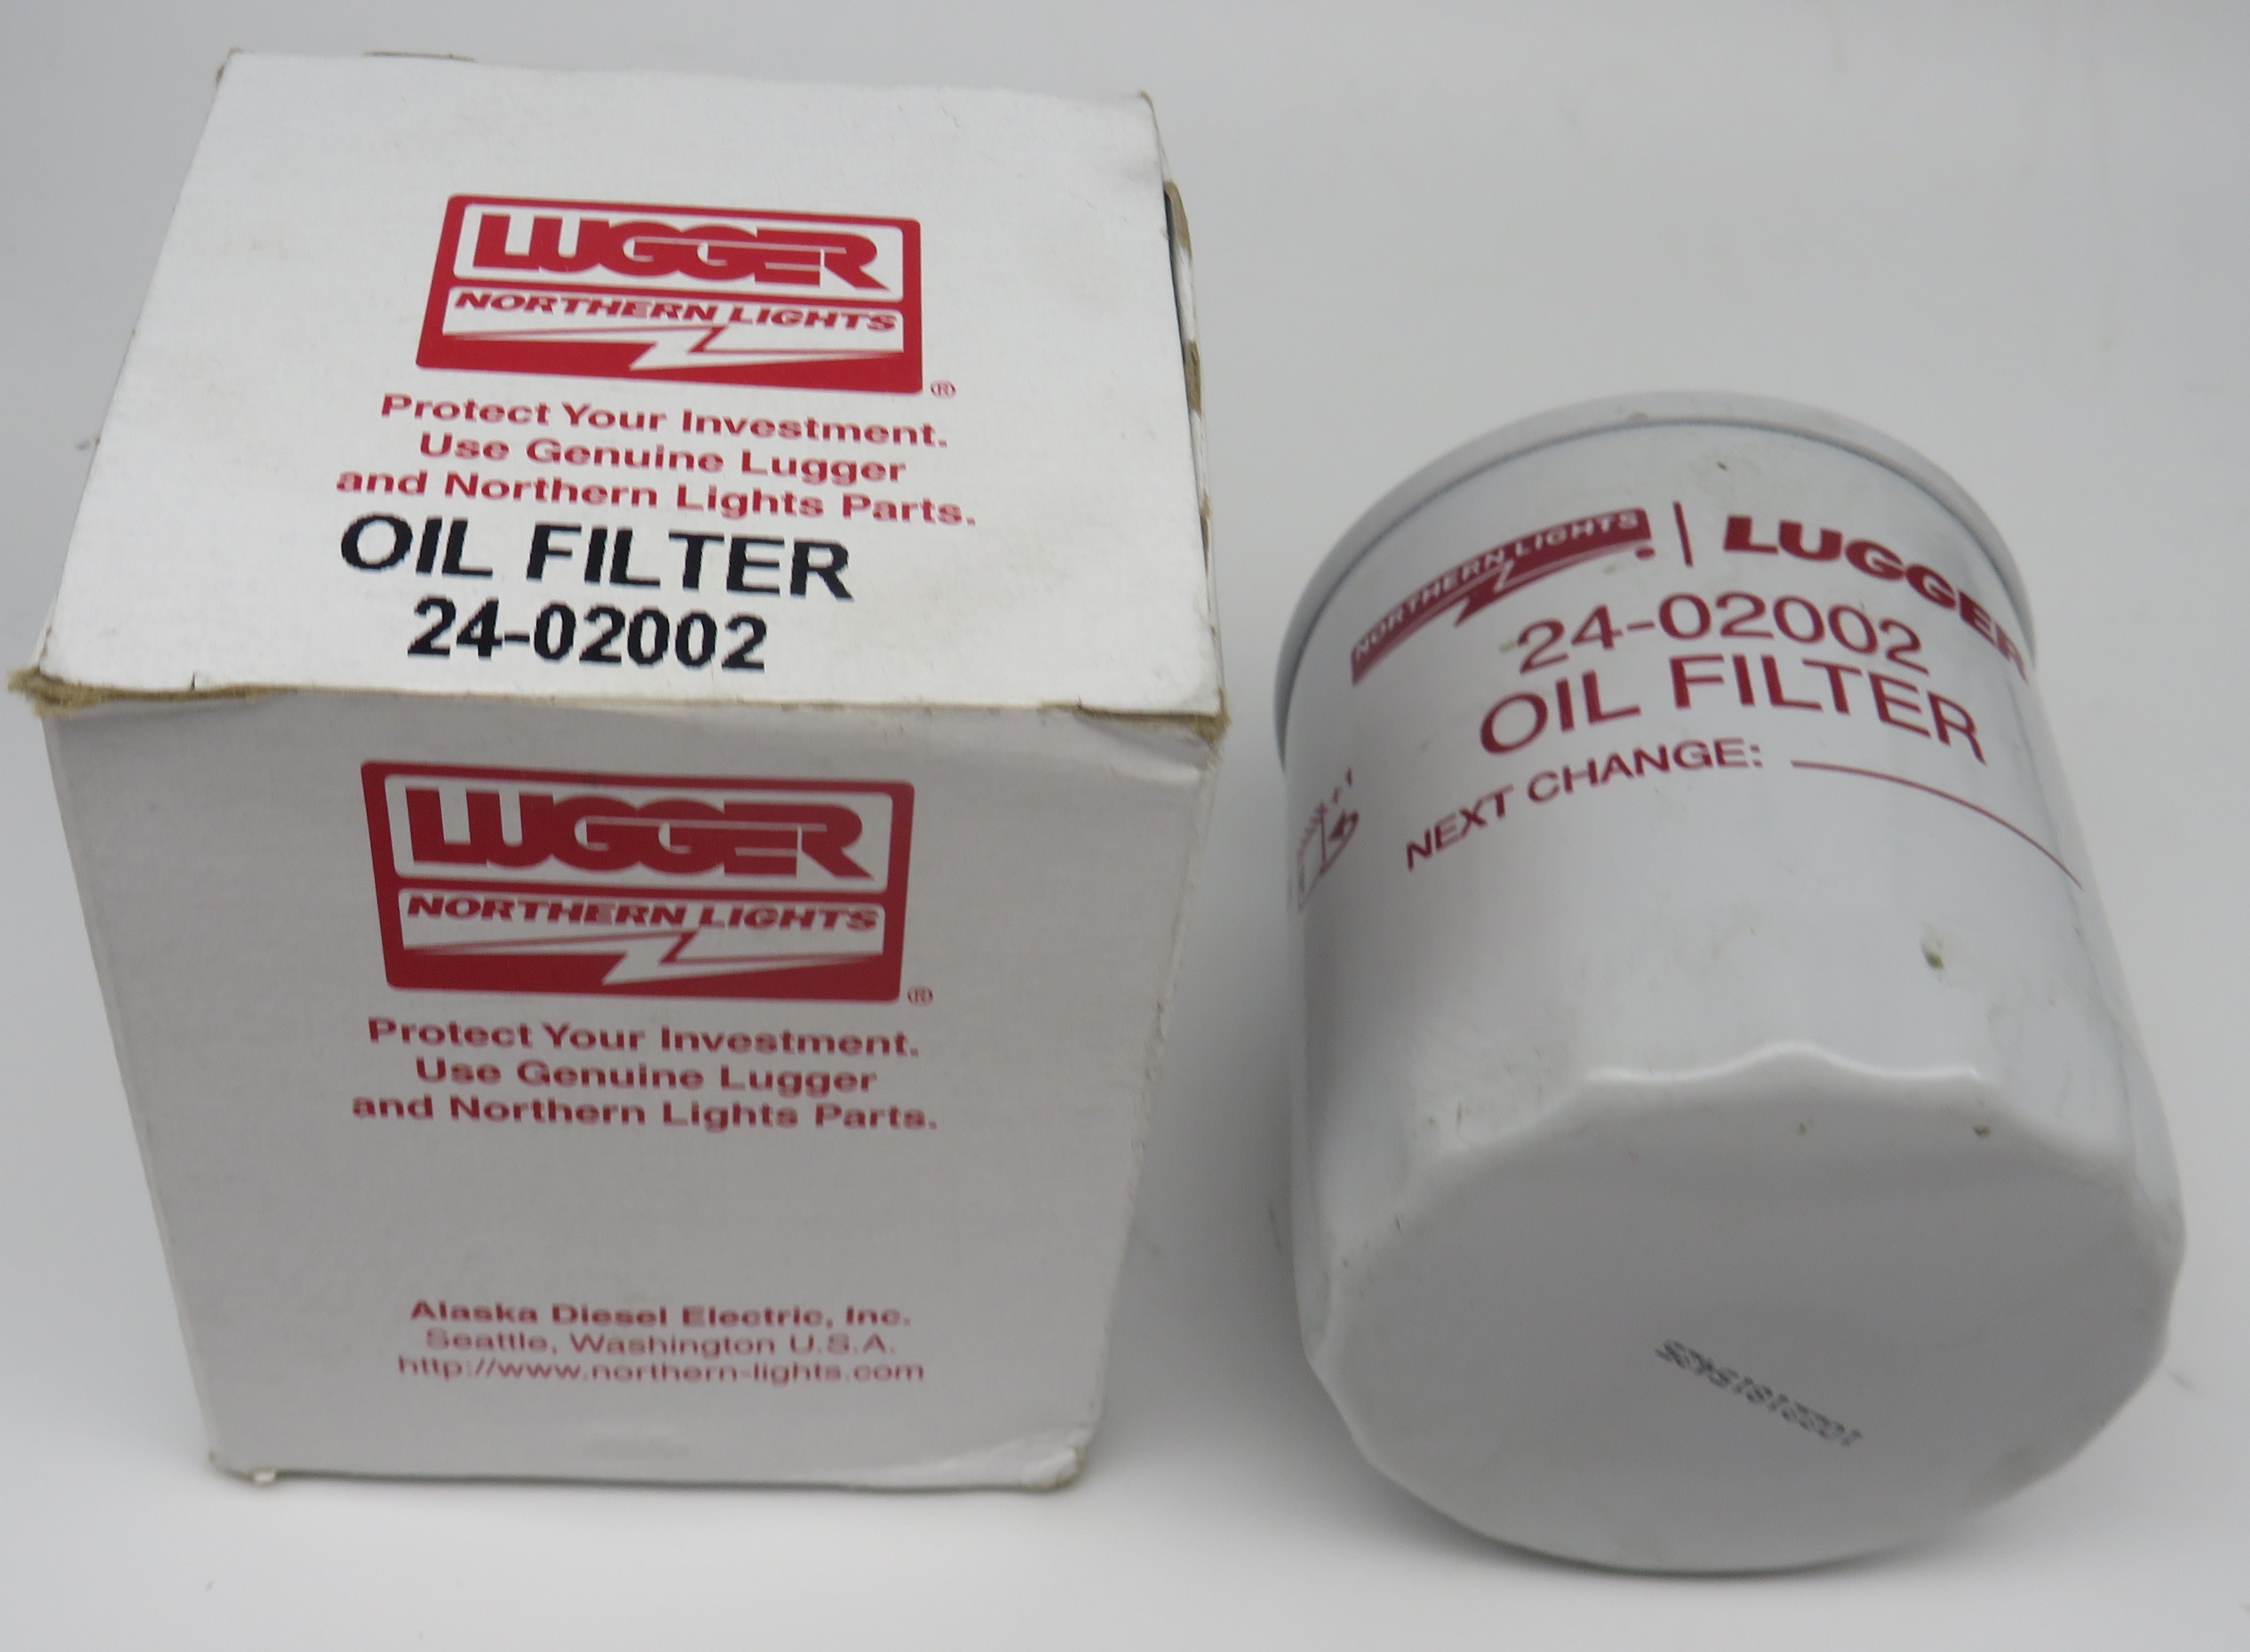 LUGGER
NORTHERN LIGHTS
®
Protect Your Investment.
Use Genuine Lugger
and Northern Lights Parts.
OIL FILTER
24-02002
LUGGER
NORTHERN LIGHTS
®
Protect Your Investment.
Use Genuine Lugger
and Northern Lights Parts.
Alaska Diesel Electric, Inc.
Seattle, Washington U.S.A.
http://www.northern-lights.com
NORTHERN LIGHTS | LUGGER
24-02002
OIL FILTER
NEXT CHANGE: